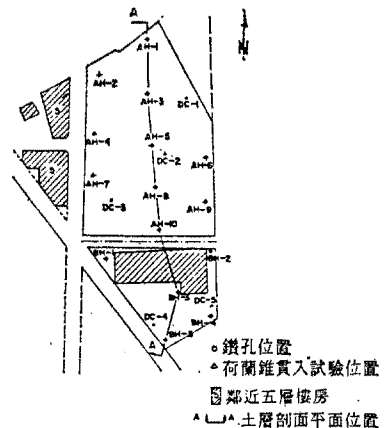 A
N
AH-1
AH-2
AH-3
DC-1
AH-4
AH-5
DC-2
AH-6
AH-7
AH-8
DC-3
AH-9
AH-10
BH-1
BH-2
BH-3
DC-5
DC-4
BH-4
A
BH-5
鑽孔位置
荷蘭錐貫入試驗位置
5 鄰近五層樓房
A A 土層剖面平面位置